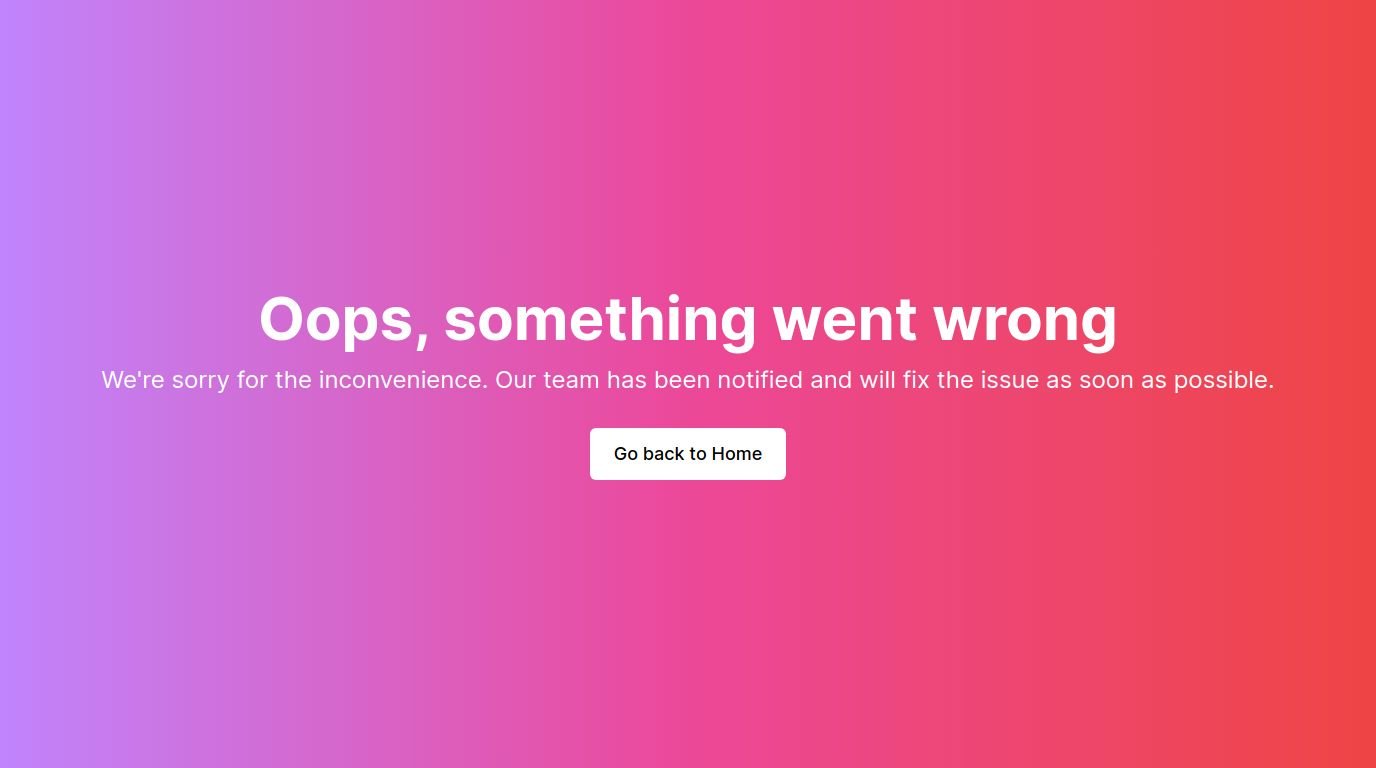 Oops, something went wrong
We're sorry for the inconvenience. Our team has been notified and will fix the issue as soon as possible.
Go back to Home